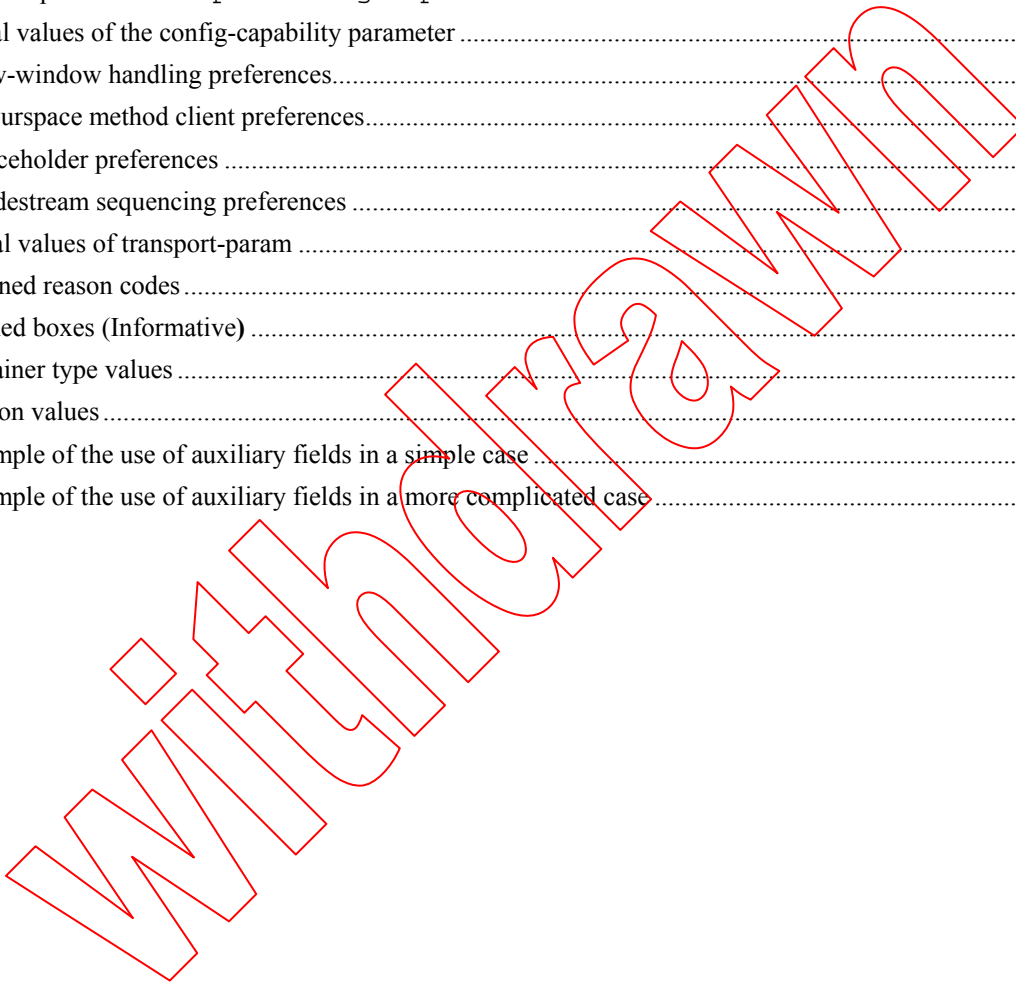 al values of the config-capability parameter ....................
y-window handling preferences....................
urspace method client preferences....................
ceholder preferences ....................
destream sequencing preferences ....................
al values of transport-param ....................
ned reason codes ....................
ed boxes (Informative) ....................
ainer type values ....................
on values ....................
mple of the use of auxiliary fields in a simple case ....................
mple of the use of auxiliary fields in a more complicated case ....................
withdrawn